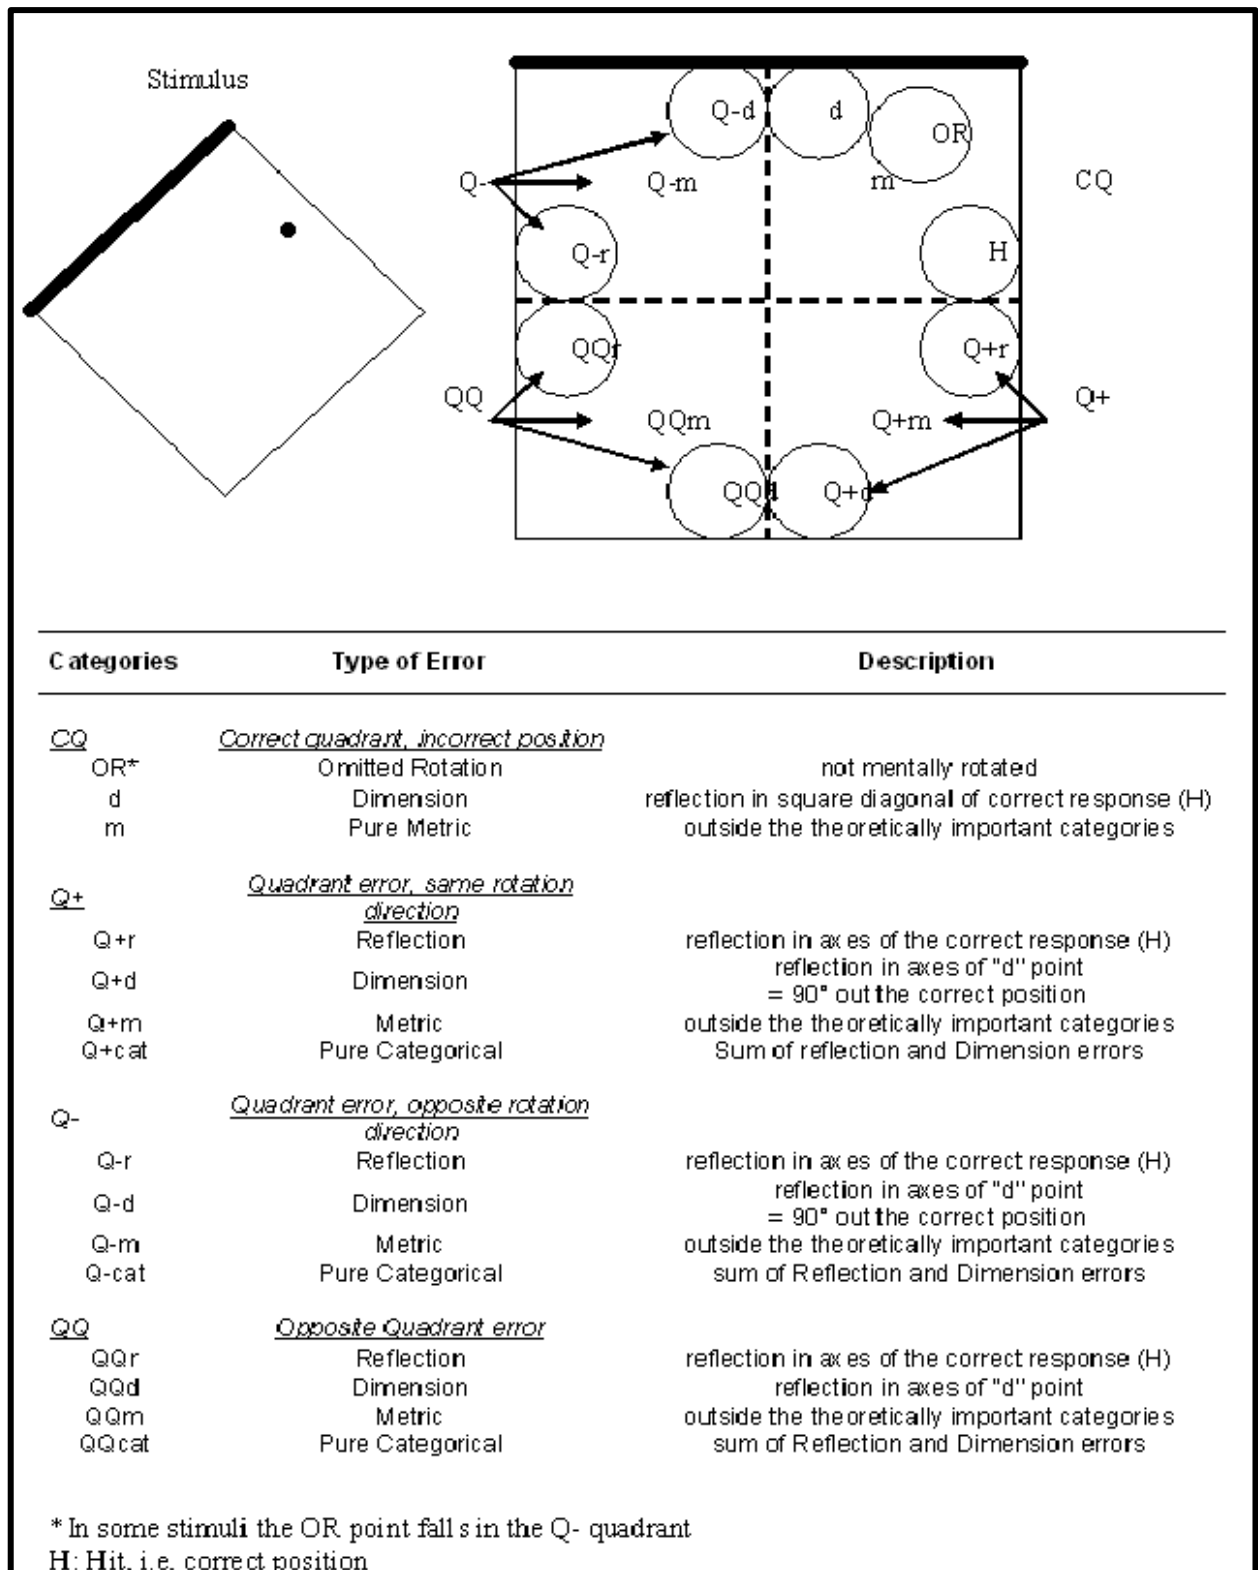 Stimulus
Q-d d OR
Q- Q-m m CQ
Q-r H
QQr Q+r
QQ QQm Q+m Q+
QQd Q+d
Categories Type of Error Description
CQ Correct quadrant, incorrect position
OR* Omitted Rotation not mentally rotated
d Dimension reflection in square diagonal of correct response (H)
m Pure Metric outside the theoretically important categories
Q+ Quadrant error, same rotation
direction
Q+r Reflection reflection in axes of the correct response (H)
Q+d Dimension reflection in axes of "d" point
= 90° out the correct position
Q+m Metric outside the theoretically important categories
Q+cat Pure Categorical Sum of reflection and Dimension errors
Q- Quadrant error, opposite rotation
direction
Q-r Reflection reflection in axes of the correct response (H)
Q-d Dimension reflection in axes of "d" point
= 90° out the correct position
Q-m Metric outside the theoretically important categories
Q-cat Pure Categorical sum of Reflection and Dimension errors
QQ Opposite Quadrant error
QQr Reflection reflection in axes of the correct response (H)
QQd Dimension reflection in axes of "d" point
QQm Metric outside the theoretically important categories
QQcat Pure Categorical sum of Reflection and Dimension errors
* In some stimuli the OR point falls in the Q- quadrant
H: Hit, i.e. correct position